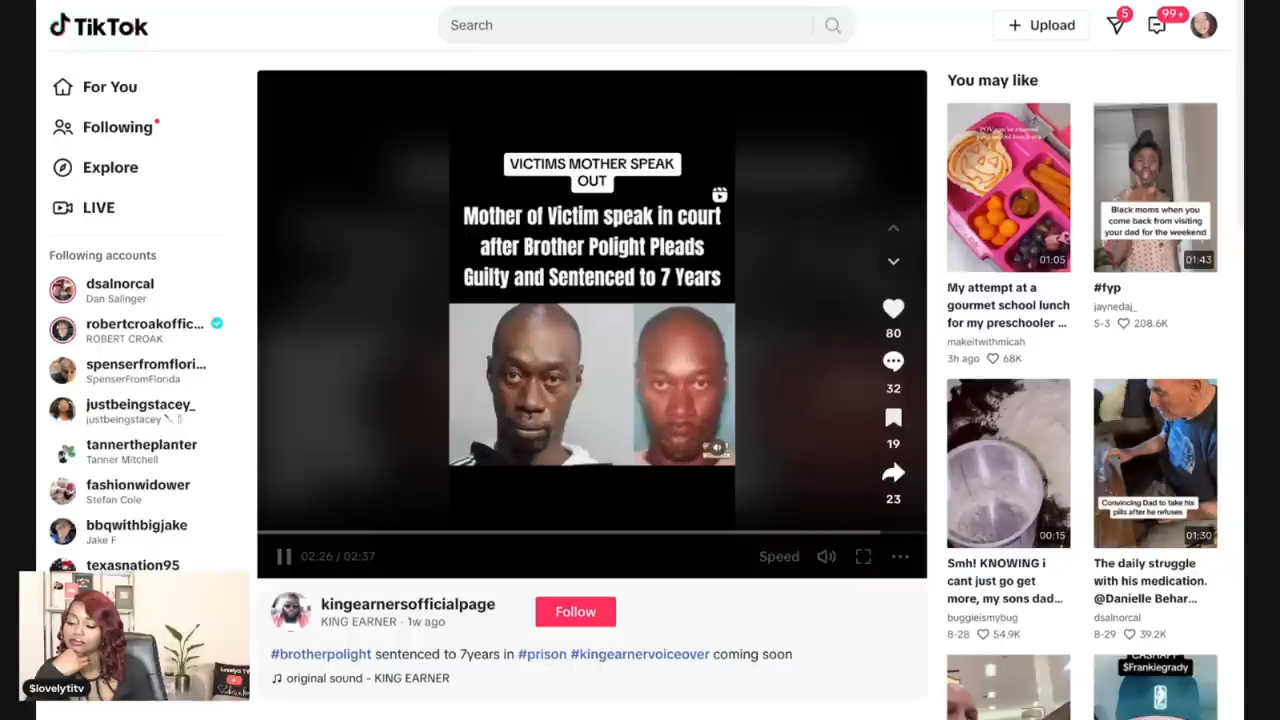 TikTok
Search
Upload
5
99+
For You
Following
Explore
LIVE
Following accounts
dsalnorcal
Dan Salinger
robertcroakoffic...
ROBERT CROAK
spenserfromflori...
SpenserFromFlorida
justbeingstacey_
justbeingstacey
tannertheplanter
Tanner Mitchell
fashionwidower
Stefan Cole
bbqwithbigjake
Jake F
texasnation95
$lovelytitv
VICTIMS MOTHER SPEAK
OUT
Mother of Victim speak in court
after Brother Polight Pleads
Guilty and Sentenced to 7 Years
80
32
19
23
02:26 / 02:37
Speed
kingearnersofficialpage
KING EARNER · 1w ago
Follow
#brotherpolight sentenced to 7years in #prison #kingearnervoiceover coming soon
original sound - KING EARNER
You may like
01:05
My attempt at a
gourmet school lunch
for my preschooler ...
makeitwithmicah
3h ago 68K
Black moms when you
come back from visiting
your dad for the weekend
01:43
#fyp
jaynedaj_
5-3 208.6K
00:15
Smh! KNOWING i
cant just go get
more, my sons dad...
buggieismybug
8-28 54.9K
Convincing Dad to take his
pills after he refuses
01:30
The daily struggle
with his medication.
@Danielle Behar...
dsalnorcal
8-29 39.2K
$Frankiegrady